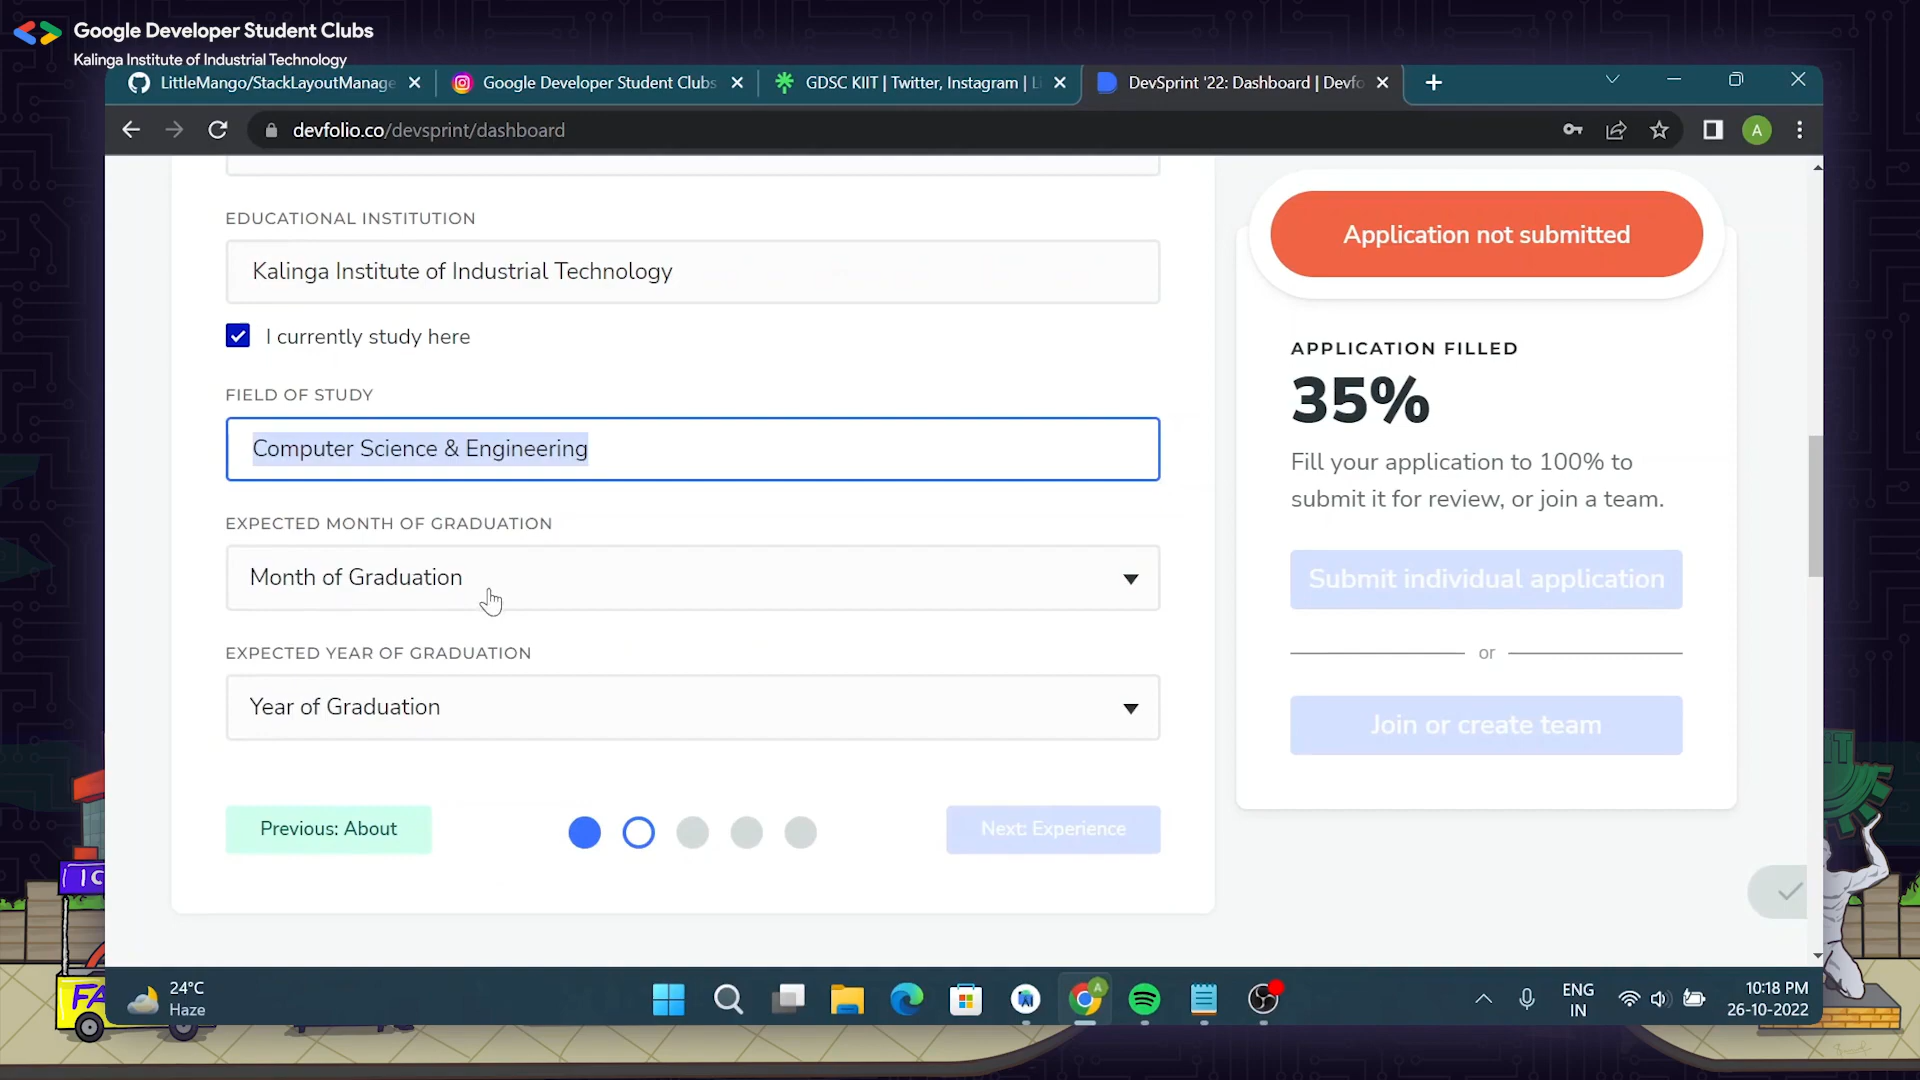 Google Developer Student Clubs
Kalinga Institute of Industrial Technology
LittleMango/StackLayoutManage
Google Developer Student Clubs
GDSC KIIT | Twitter, Instagram | Li
DevSprint '22: Dashboard | Devfo
devfolio.co/devsprint/dashboard
A
EDUCATIONAL INSTITUTION
Kalinga Institute of Industrial Technology
I currently study here
FIELD OF STUDY
Computer Science & Engineering
EXPECTED MONTH OF GRADUATION
Month of Graduation
EXPECTED YEAR OF GRADUATION
Year of Graduation
Previous: About
Next: Experience
Application not submitted
APPLICATION FILLED
35%
Fill your application to 100% to
submit it for review, or join a team.
Submit individual application
or
Join or create team
IC
FA
24°C
Haze
A
ENG
IN
10:18 PM
26-10-2022